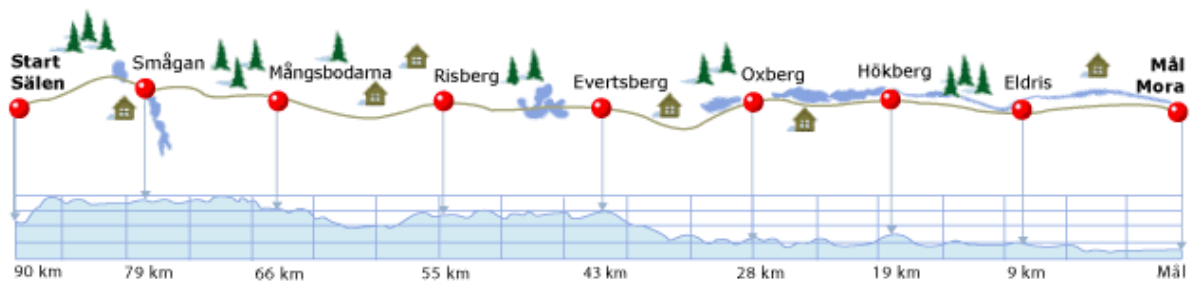 Start
Sälen
Smågan
Mångsbodarna
Risberg
Evertsberg
Oxberg
Hökberg
Eldris
Mål
Mora
90 km
79 km
66 km
55 km
43 km
28 km
19 km
9 km
Mål